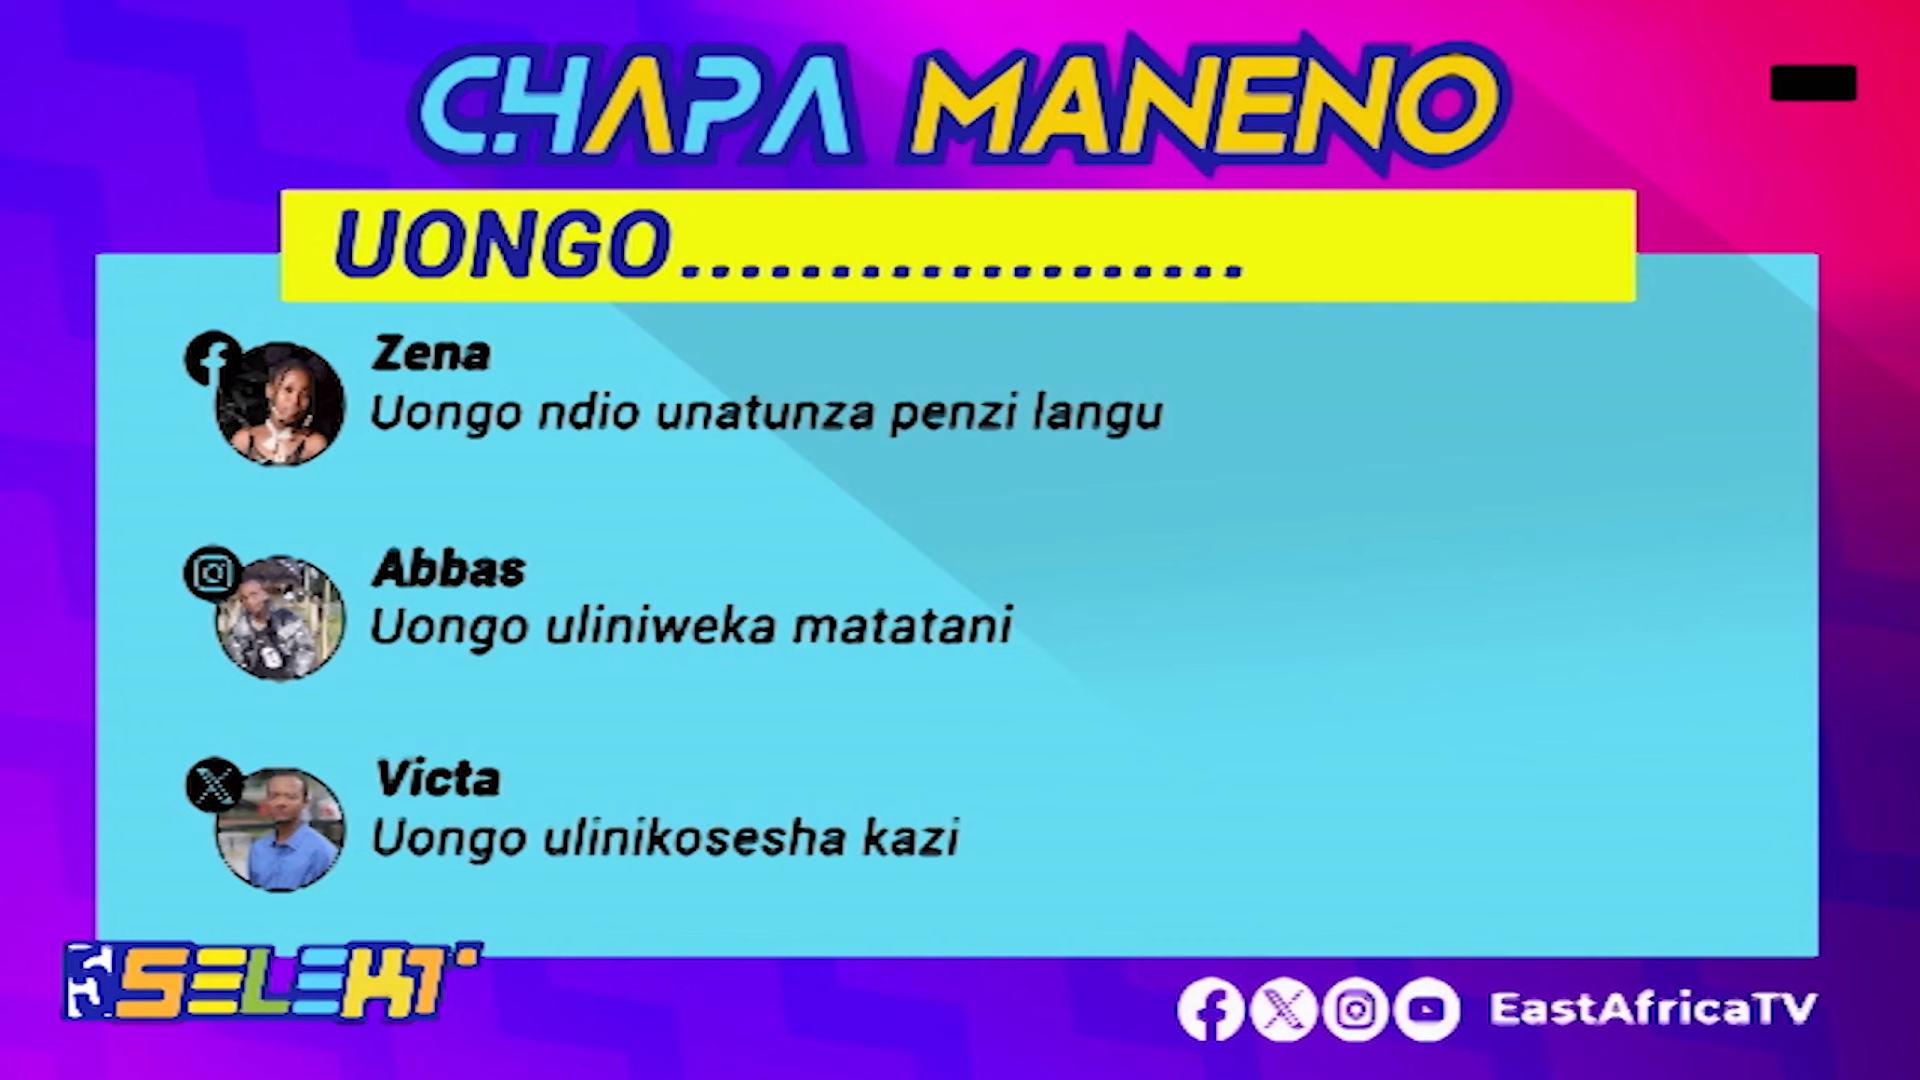 CHAPA MANENO
UONGO...................
Zena
Uongo ndio unatunza penzi langu
Abbas
Uongo uliniweka matatani
Victa
Uongo ulinikosesha kazi
SELEKT
EastAfricaTV